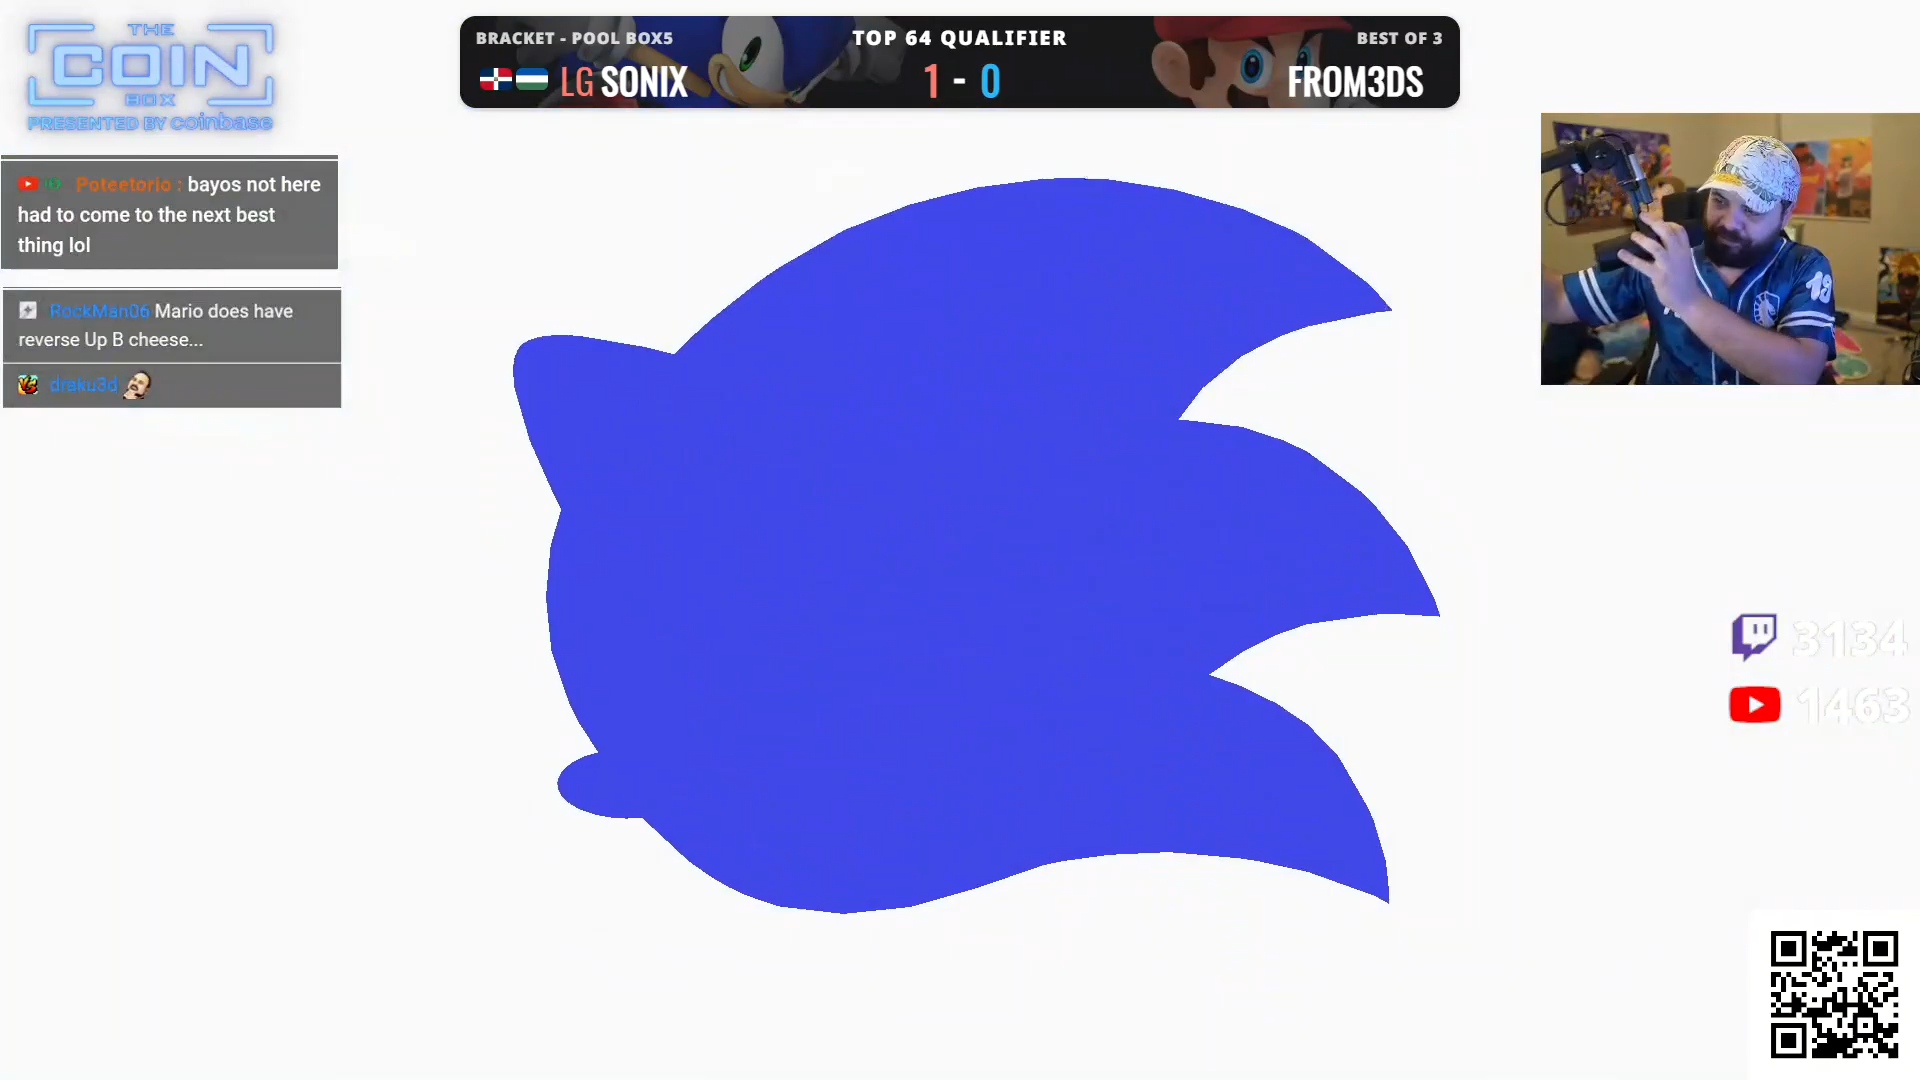 THE
COIN
BOX
PRESENTED BY coinbase
BRACKET - POOL BOX5
TOP 64 QUALIFIER
BEST OF 3
LG SONIX
1 - 0
FROM3DS
Poteetorio : bayos not here
had to come to the next best
thing lol
RockMan06 Mario does have
reverse Up B cheese...
draku3d
13
3134
1463